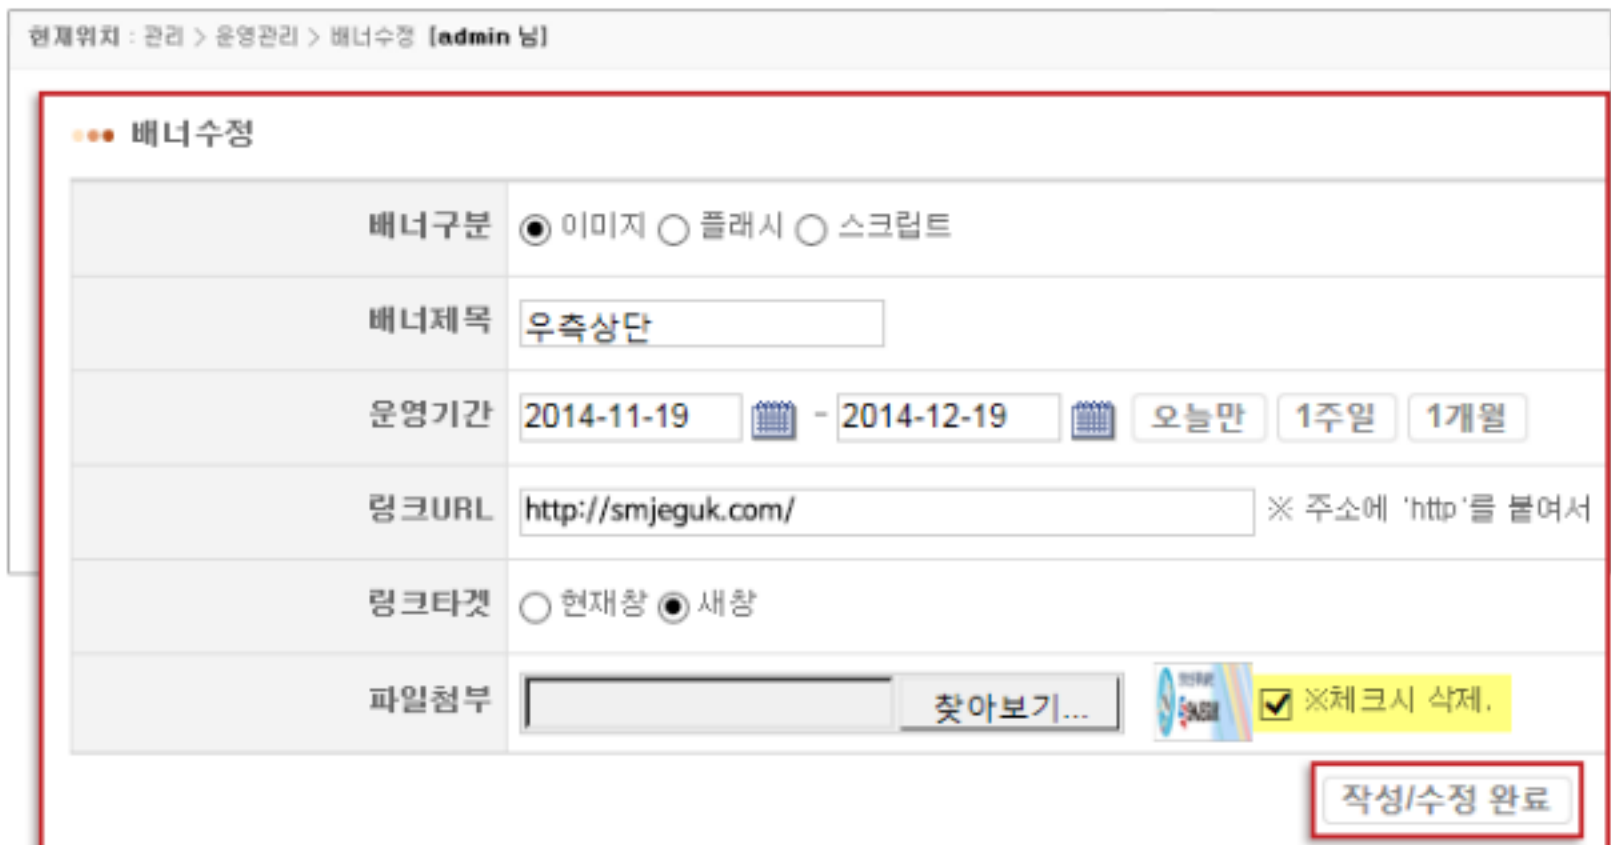 현재위치 : 관리 > 운영관리 > 배너수정 [admin 님]
배너수정
배너구분 이미지 플래시 스크립트
배너제목 우측상단
운영기간 2014-11-19 - 2014-12-19 오늘만 1주일 1개월
링크URL http://smjeguk.com/ ※ 주소에 'http'를 붙여서
링크타겟 현재창 새창
파일첨부 찾아보기... ※체크시 삭제.
작성/수정 완료